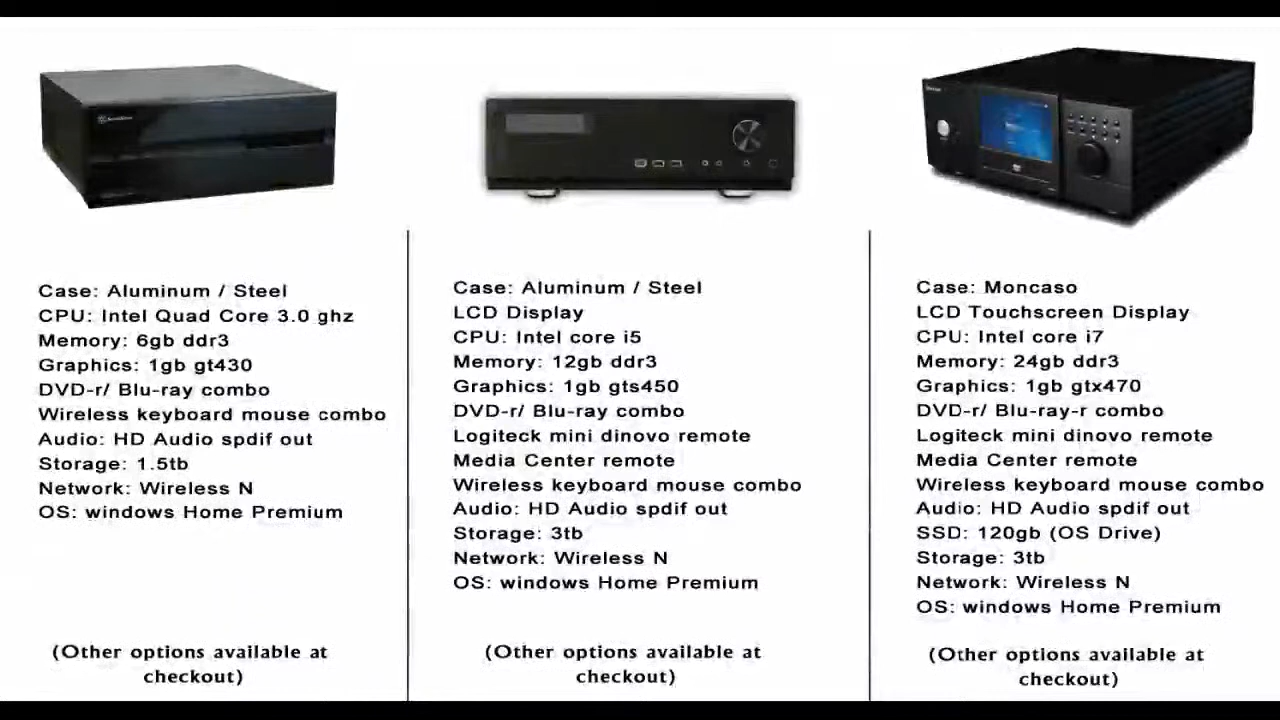 Case: Aluminum / Steel
CPU: Intel Quad Core 3.0 ghz
Memory: 6gb ddr3
Graphics: 1gb gt430
DVD-r/ Blu-ray combo
Wireless keyboard mouse combo
Audio: HD Audio spdif out
Storage: 1.5tb
Network: Wireless N
OS: windows Home Premium
(Other options available at
checkout)
Case: Aluminum / Steel
LCD Display
CPU: Intel core i5
Memory: 12gb ddr3
Graphics: 1gb gts450
DVD-r/ Blu-ray combo
Logiteck mini dinovo remote
Media Center remote
Wireless keyboard mouse combo
Audio: HD Audio spdif out
Storage: 3tb
Network: Wireless N
OS: windows Home Premium
(Other options available at
checkout)
Case: Moncaso
LCD Touchscreen Display
CPU: Intel core i7
Memory: 24gb ddr3
Graphics: 1gb gtx470
DVD-r/ Blu-ray-r combo
Logiteck mini dinovo remote
Media Center remote
Wireless keyboard mouse combo
Audio: HD Audio spdif out
SSD: 120gb (OS Drive)
Storage: 3tb
Network: Wireless N
OS: windows Home Premium
(Other options available at
checkout)